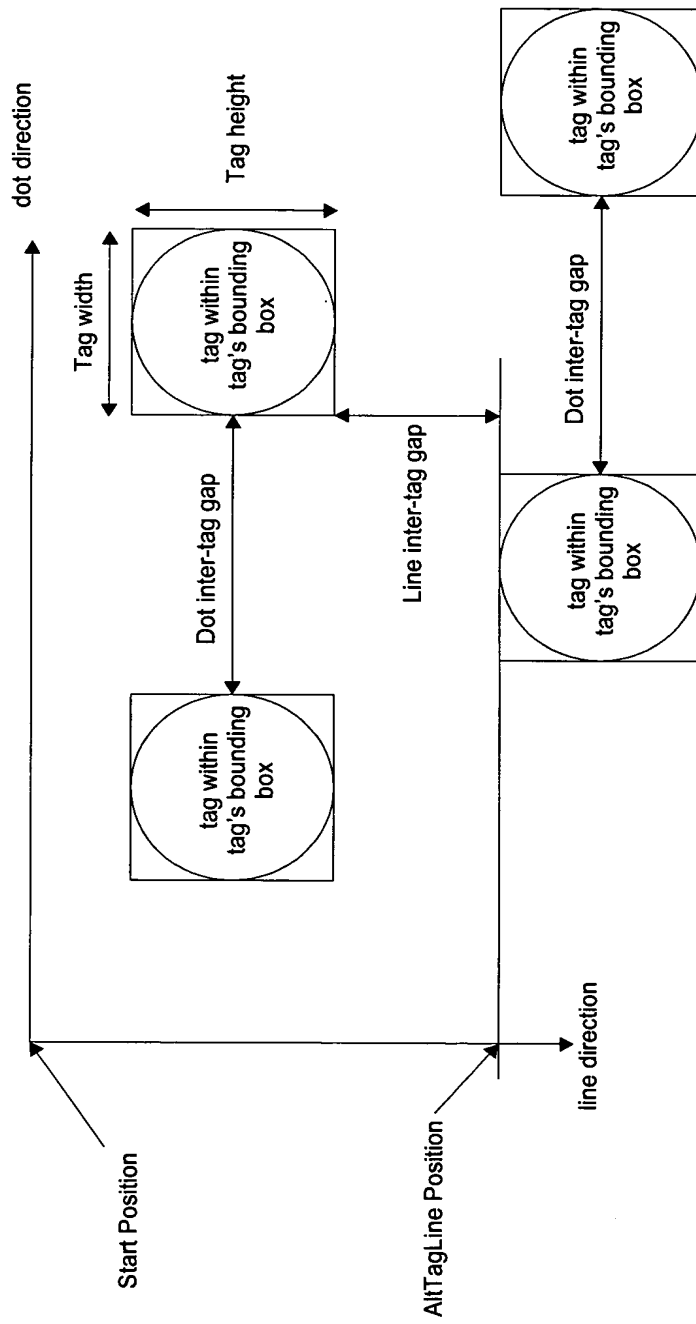 dot direction
Tag width
Tag height
tag within
tag's bounding
box
Dot inter-tag gap
tag within
tag's bounding
box
Line inter-tag gap
Start Position
AltTagLine Position
line direction
tag within
tag's bounding
box
Dot inter-tag gap
tag within
tag's bounding
box